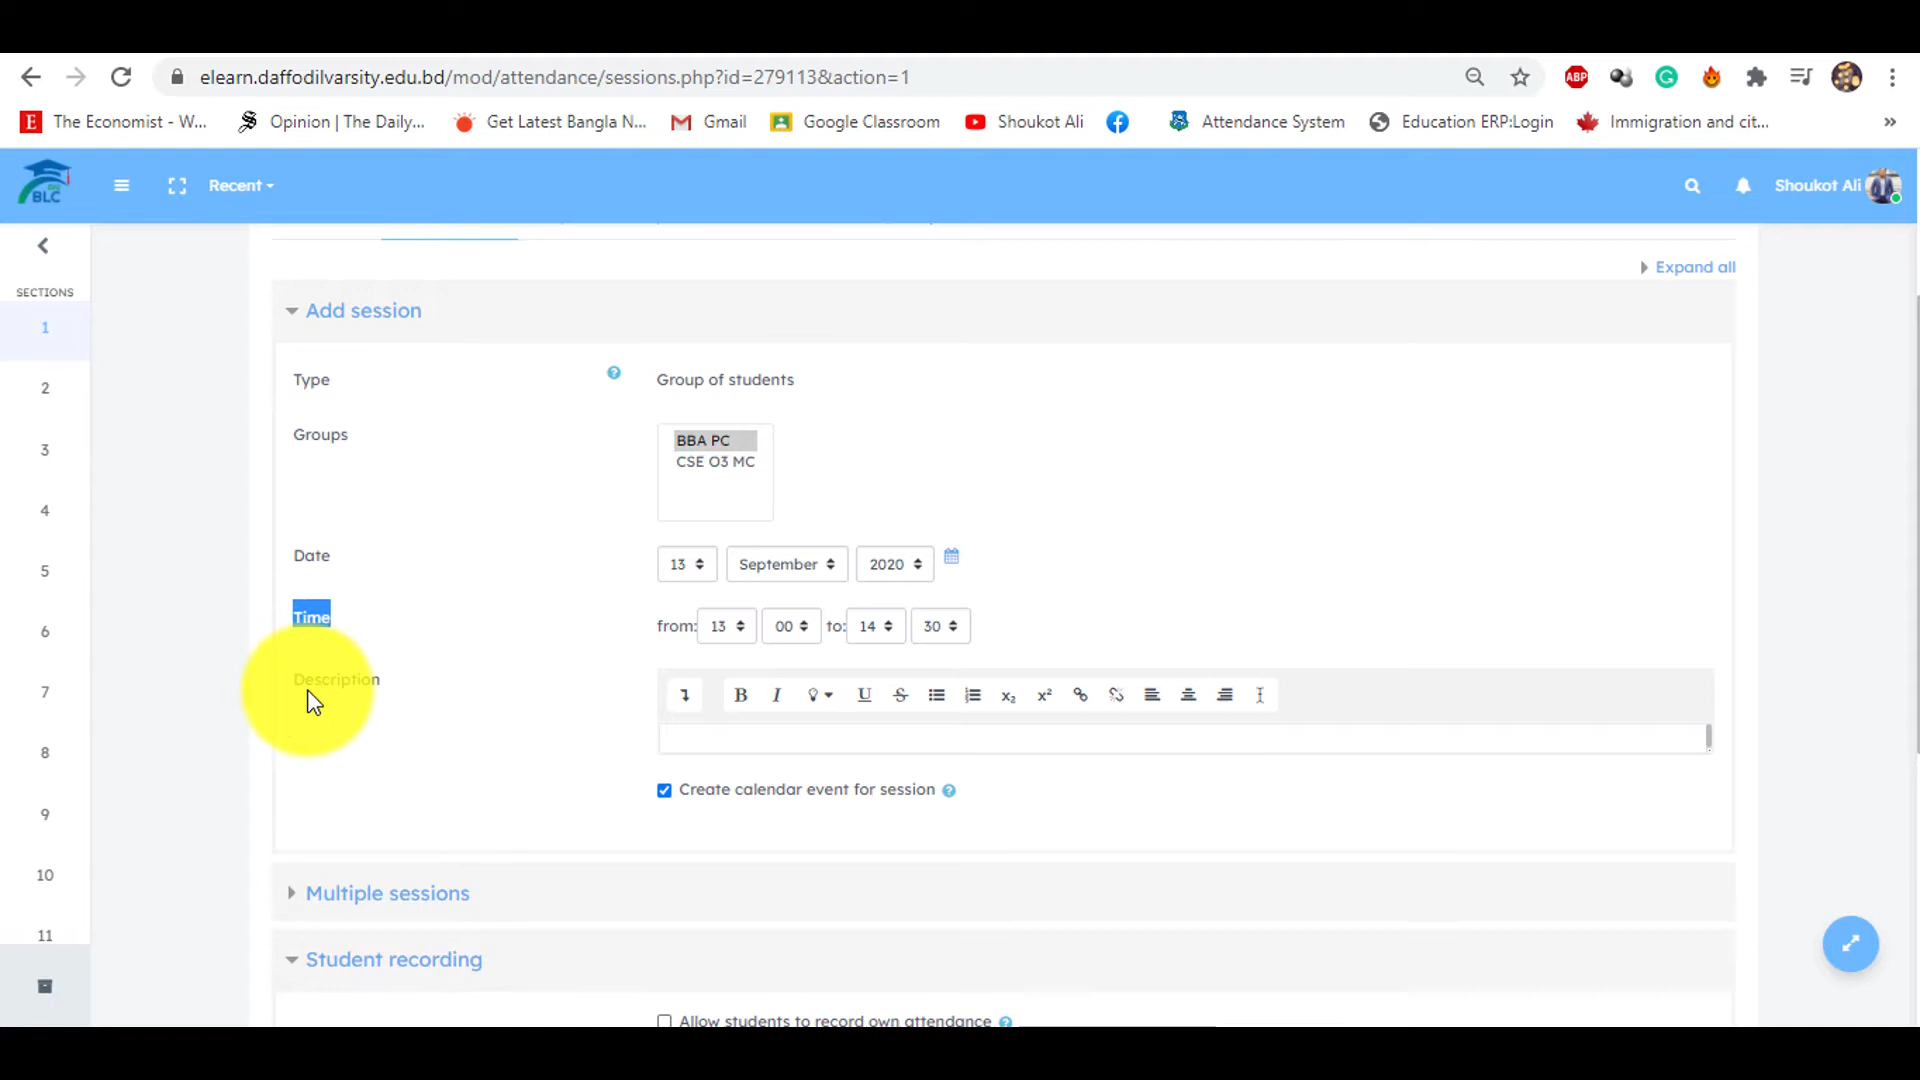 elearn.daffodilvarsity.edu.bd/mod/attendance/sessions.php?id=279113&action=1
ABP
The Economist - W... Opinion | The Daily... Get Latest Bangla N... Gmail Google Classroom Shoukot Ali Attendance System Education ERP:Login Immigration and cit... »
BLC Recent Shoukot Ali
SECTIONS
1
2
3
4
5
6
7
8
9
10
11
Expand all
Add session
Type Group of students
Groups BBA PC
CSE O3 MC
Date 13 September 2020
Time from: 13 00 to: 14 30
Description
Create calendar event for session
Multiple sessions
Student recording
Allow students to record own attendance